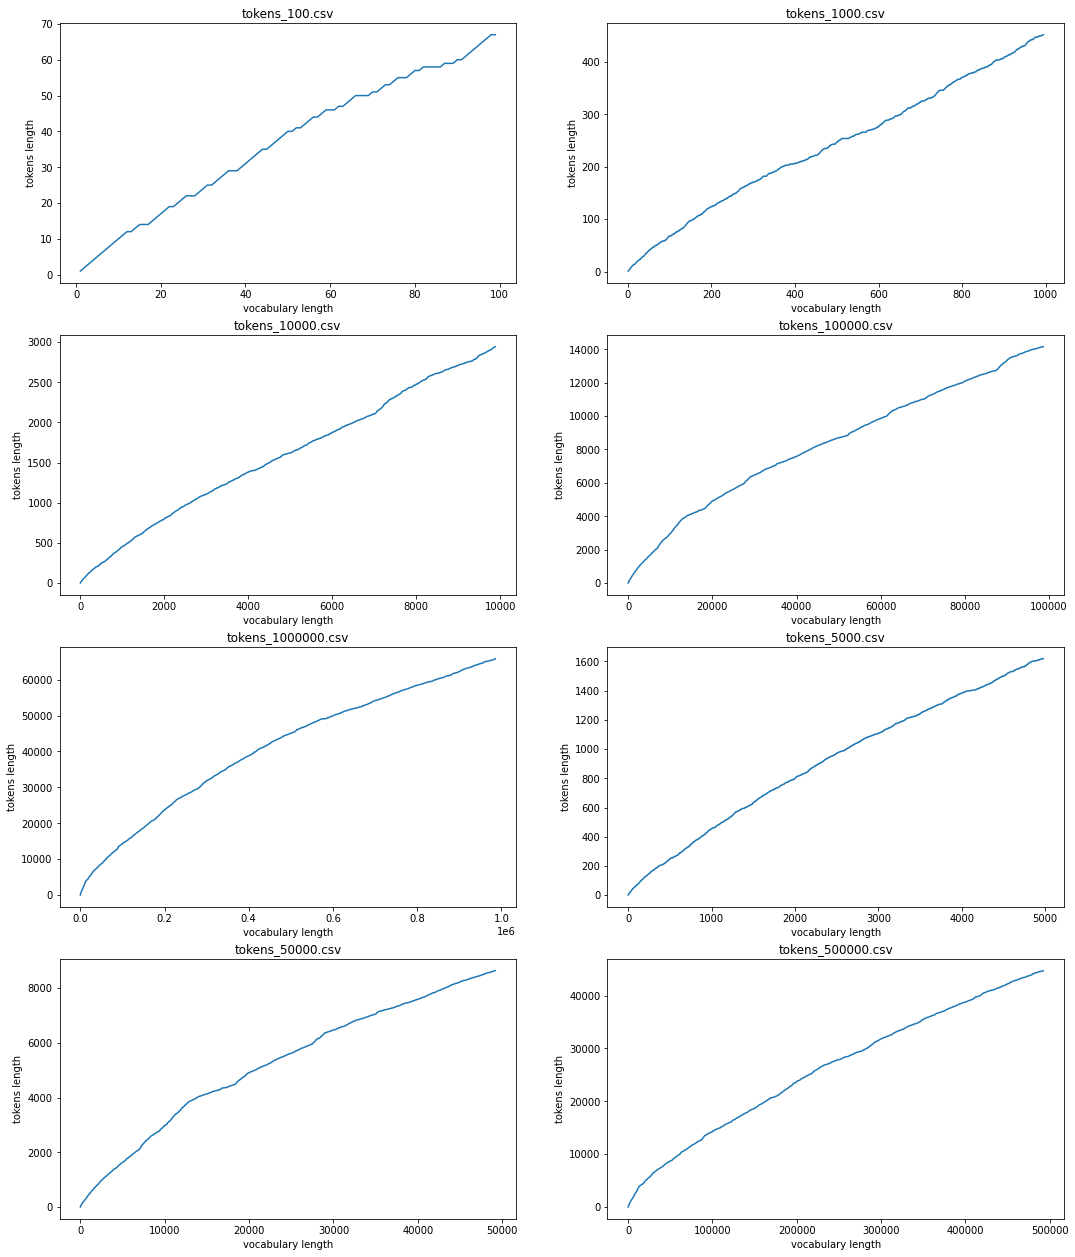 tokens_100.csv
70
60
50
40
30
20
10
0
tokens length
0 20 40 60 80 100
vocabulary length
tokens_1000.csv
400
300
200
100
0
tokens length
0 200 400 600 800 1000
vocabulary length
tokens_10000.csv
3000
2500
2000
1500
1000
500
0
tokens length
0 2000 4000 6000 8000 10000
vocabulary length
tokens_100000.csv
14000
12000
10000
8000
6000
4000
2000
0
tokens length
0 20000 40000 60000 80000 100000
vocabulary length
tokens_1000000.csv
60000
50000
40000
30000
20000
10000
0
tokens length
0.0 0.2 0.4 0.6 0.8 1.0
vocabulary length
1e6
tokens_5000.csv
1600
1400
1200
1000
800
600
400
200
0
tokens length
0 1000 2000 3000 4000 5000
vocabulary length
tokens_50000.csv
8000
6000
4000
2000
0
tokens length
0 10000 20000 30000 40000 50000
vocabulary length
tokens_500000.csv
40000
30000
20000
10000
0
tokens length
0 100000 200000 300000 400000 500000
vocabulary length